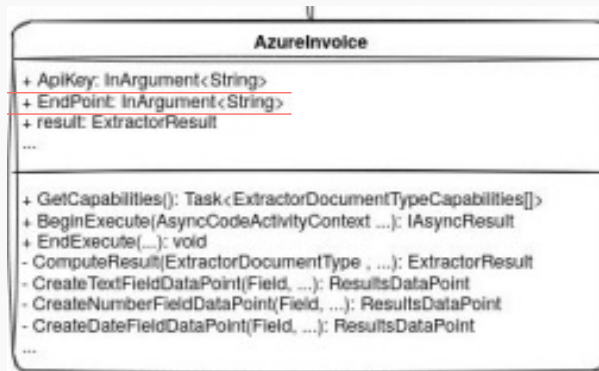 AzureInvoice
+ ApiKey: InArgument<String>
+ EndPoint: InArgument<String>
+ result: ExtractorResult
...
+ GetCapabilities(): Task<ExtractorDocumentTypeCapabilities[]>
+ BeginExecute(AsyncCodeActivityContext ...): IAsyncResult
+ EndExecute(...): void
- ComputeResult(ExtractorDocumentType , ...): ExtractorResult
- CreateTextFieldDataPoint(Field, ...): ResultsDataPoint
- CreateNumberFieldDataPoint(Field, ...): ResultsDataPoint
- CreateDateFieldDataPoint(Field, ...): ResultsDataPoint
...